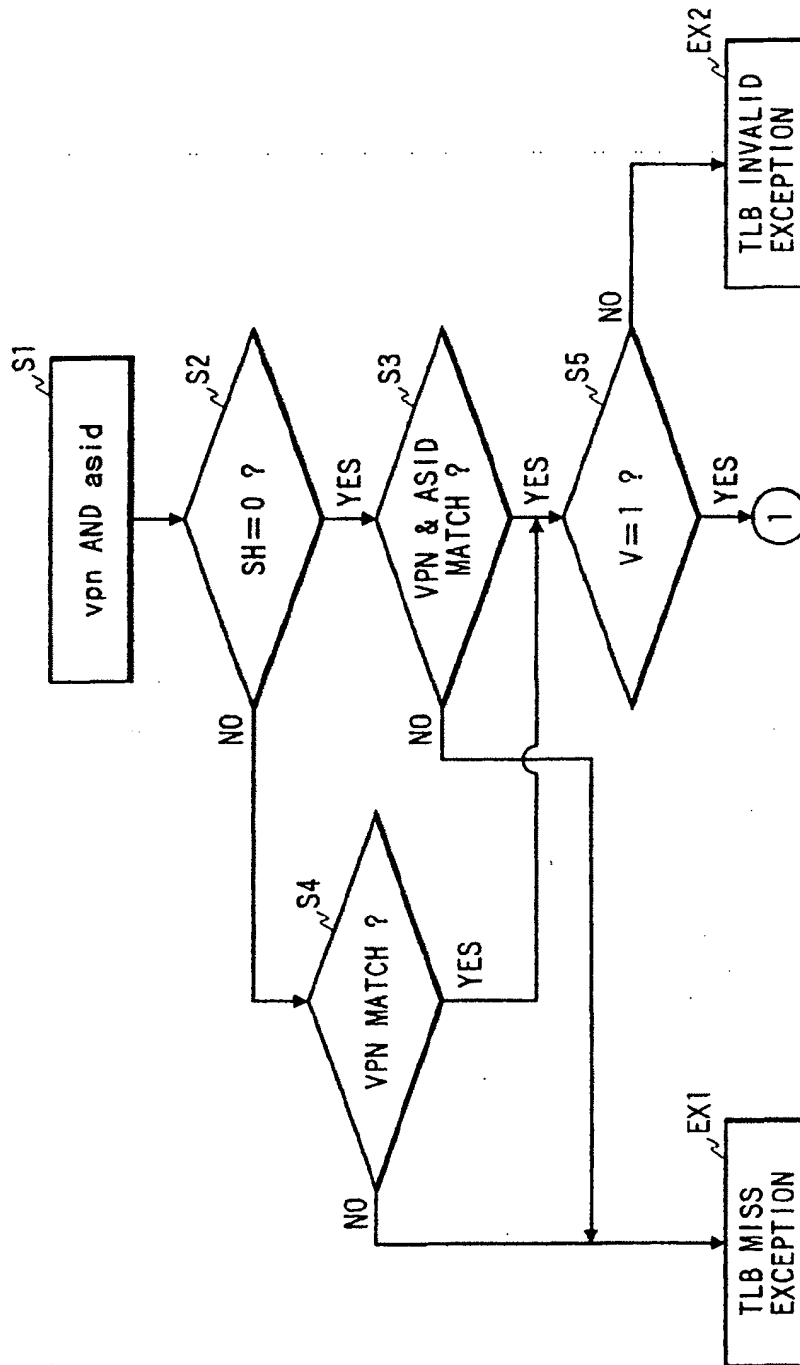 vpn AND asid
S1
SH=0 ?
S2
NO
YES
VPN & ASID
MATCH ?
S3
NO
YES
VPN MATCH ?
S4
NO
YES
V=1 ?
S5
NO
YES
1
TLB MISS
EXCEPTION
EX1
TLB INVALID
EXCEPTION
EX2